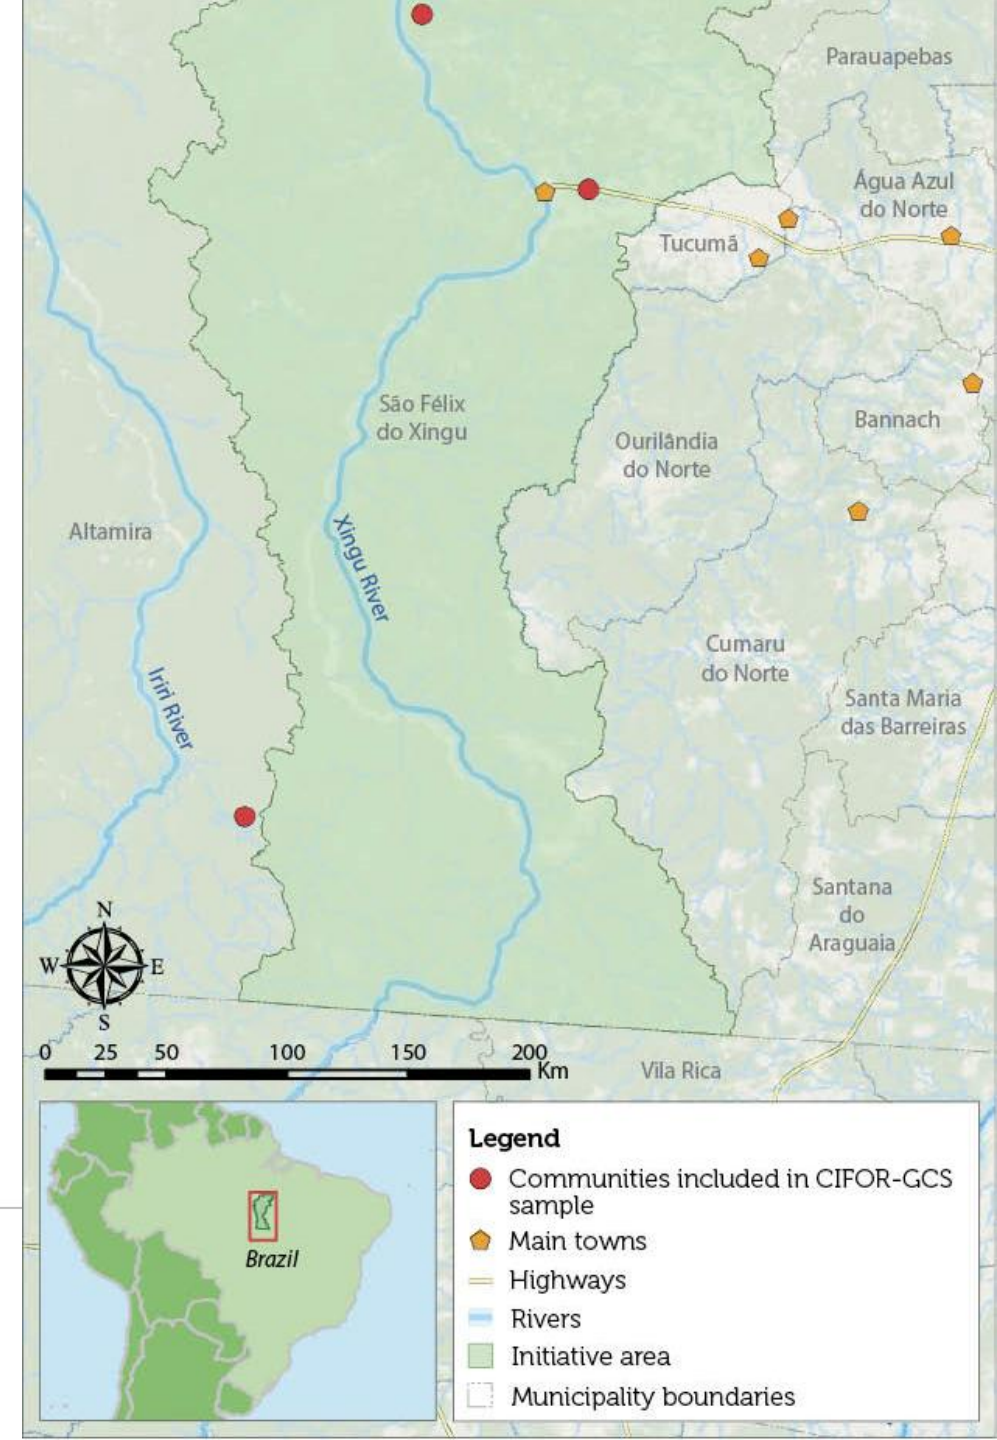 Parauapebas
Água Azul
do Norte
Tucumã
São Félix
do Xingu
Ourilândia
do Norte
Bannach
Altamira
Xingu River
Cumaru
do Norte
Iriri River
Santa Maria
das Barreiras
Santana
do
Araguaia
N
W E
S
0 25 50 100 150 200
Km
Vila Rica
Brazil
Legend
Communities included in CIFOR-GCS
sample
Main towns
Highways
Rivers
Initiative area
Municipality boundaries